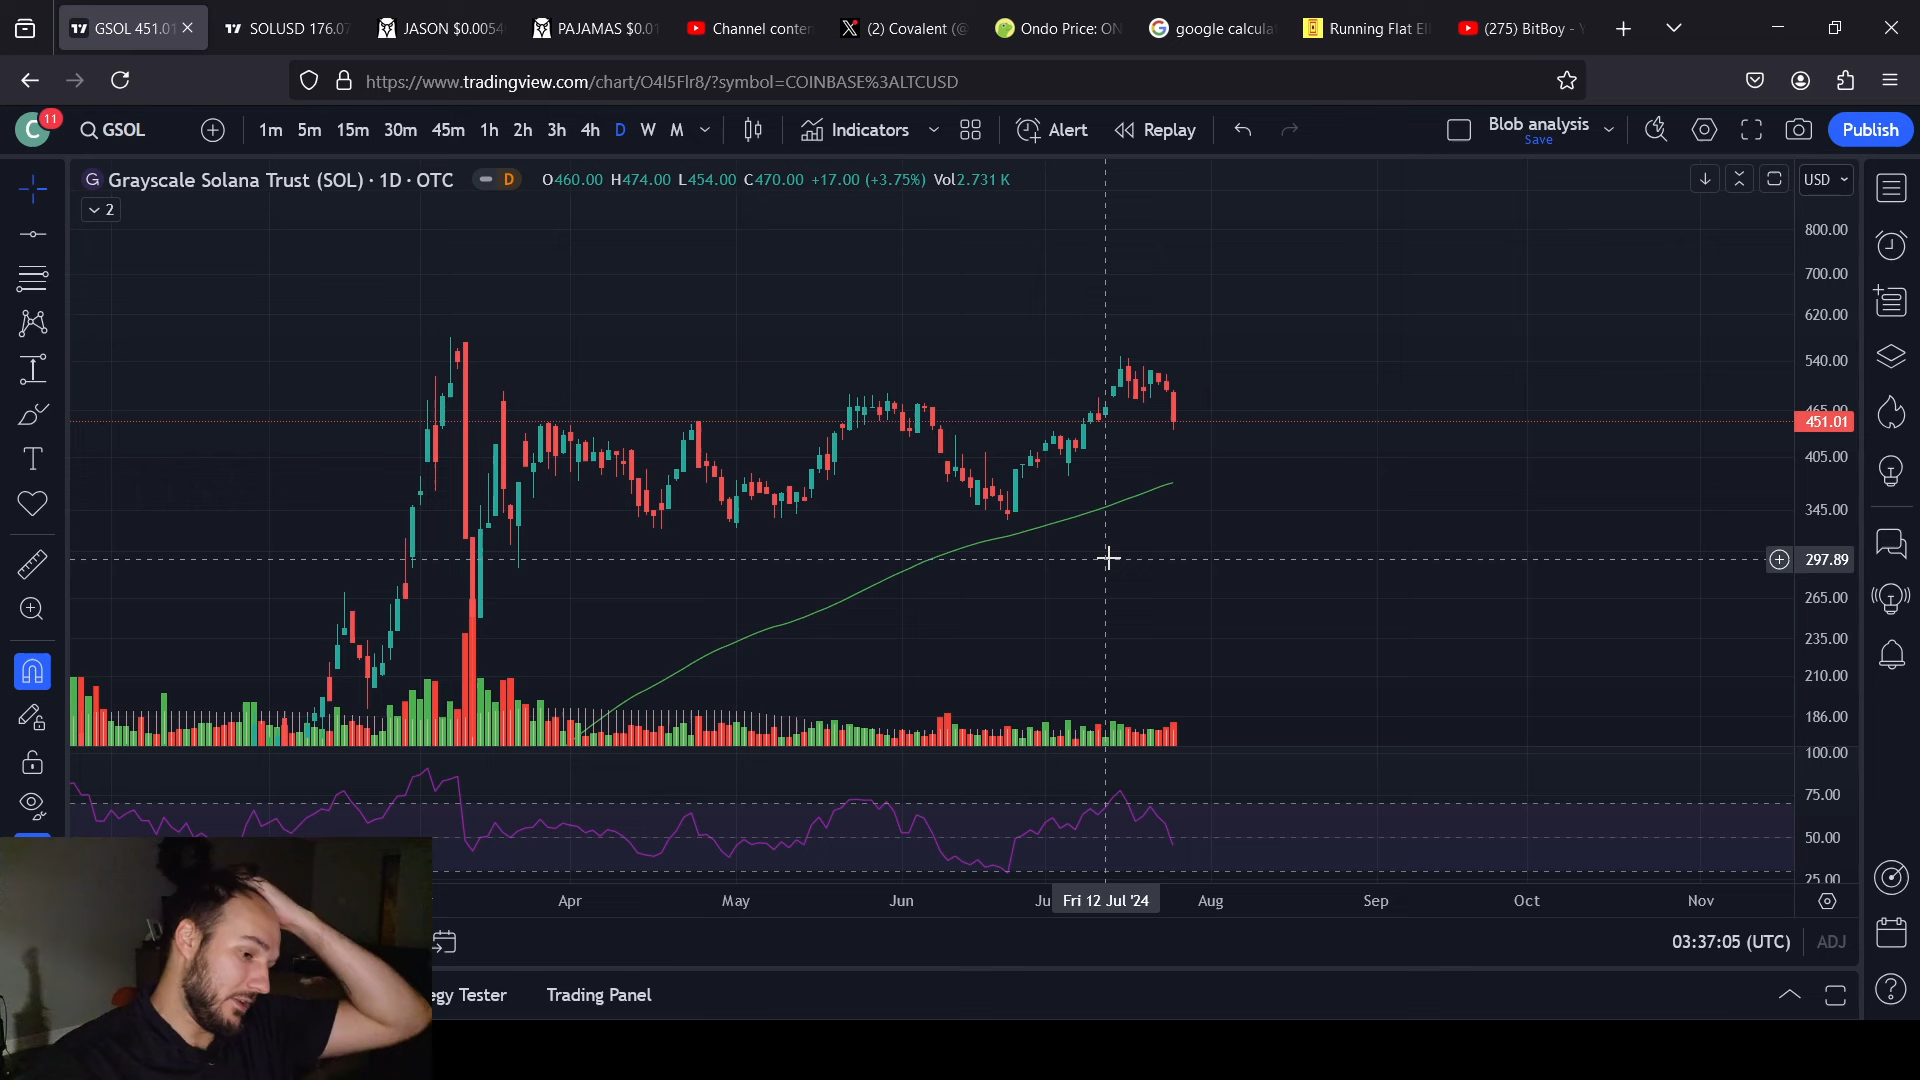 GSOL 451.01
SOLUSD 176.07
JASON $0.0054
PAJAMAS $0.01
Channel conten
(2) Covalent (@
Ondo Price: ON
google calcula
Running Flat Ell
(275) BitBoy - Y
https://www.tradingview.com/chart/O4l5Flr8/?symbol=COINBASE%3ALTCUSD
C 11
GSOL
1m 5m 15m 30m 45m 1h 2h 3h 4h D W M
Indicators
Alert
Replay
Blob analysis
Save
Publish
G Grayscale Solana Trust (SOL) · 1D · OTC D O460.00 H474.00 L454.00 C470.00 +17.00 (+3.75%) Vol2.731 K
USD
2
800.00
700.00
620.00
540.00
465.00
451.01
405.00
345.00
297.89
265.00
235.00
210.00
186.00
100.00
75.00
50.00
25.00
Apr May Jun Ju Fri 12 Jul '24 Aug Sep Oct Nov
03:37:05 (UTC) ADJ
egy Tester Trading Panel